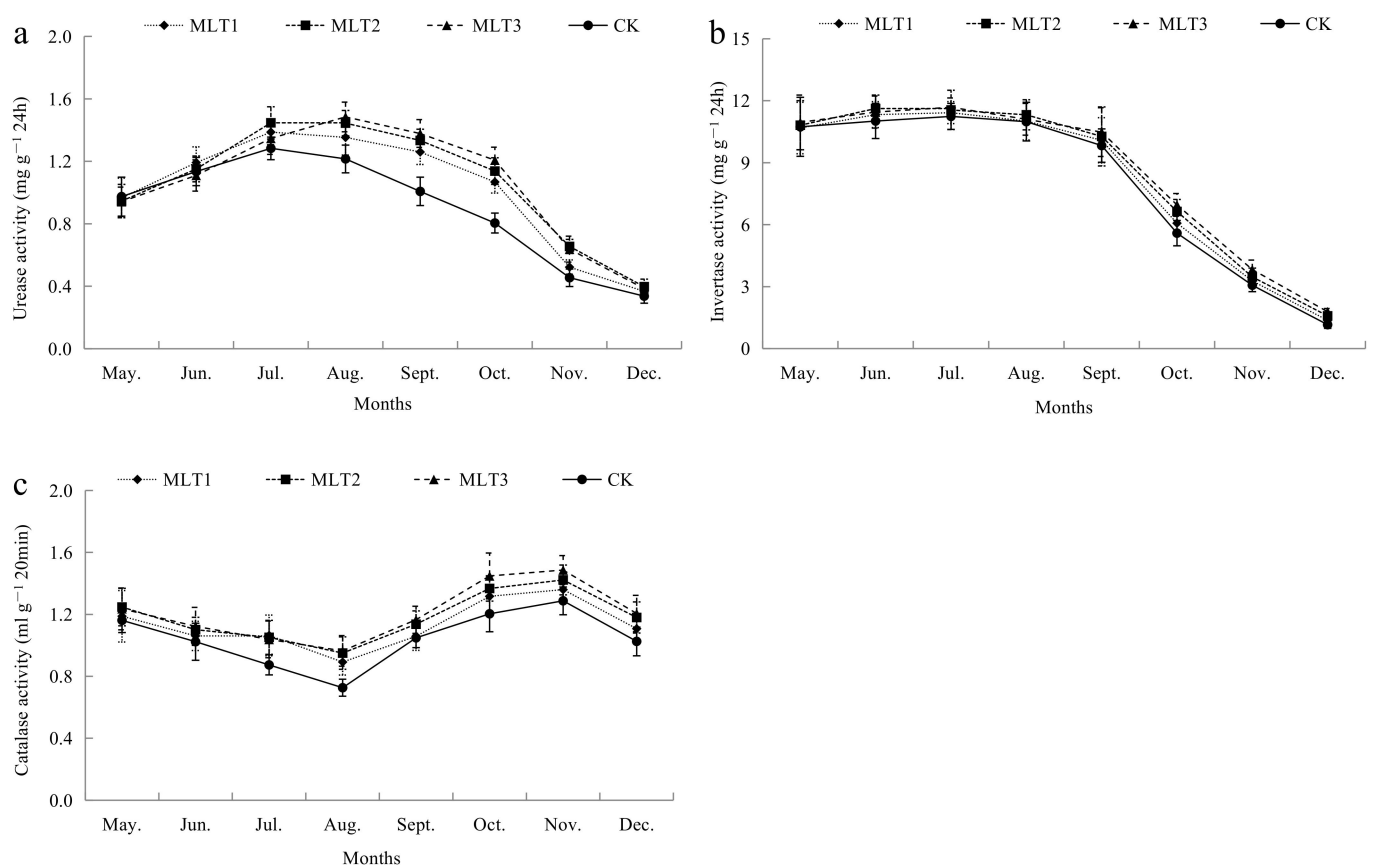 a
MLT1 MLT2 MLT3 CK
Urease activity (mg g−1 24h)
2.0
1.6
1.2
0.8
0.4
0.0
May. Jun. Jul. Aug. Sept. Oct. Nov. Dec.
Months
b
MLT1 MLT2 MLT3 CK
Invertase activity (mg g−1 24h)
15
12
9
6
3
0
May. Jun. Jul. Aug. Sept. Oct. Nov. Dec.
Months
c
MLT1 MLT2 MLT3 CK
Catalase activity (ml g−1 20min)
2.0
1.6
1.2
0.8
0.4
0.0
May. Jun. Jul. Aug. Sept. Oct. Nov. Dec.
Months